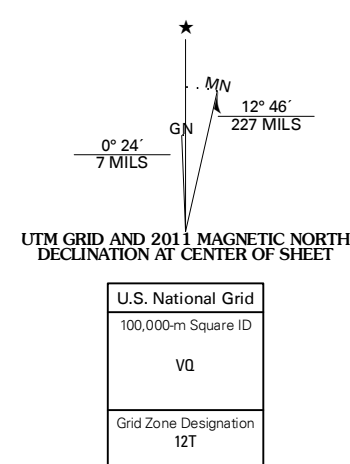 ★
MN
12° 46´
227 MILS
GN
0° 24´
7 MILS
UTM GRID AND 2011 MAGNETIC NORTH
DECLINATION AT CENTER OF SHEET
U.S. National Grid
100,000-m Square ID
VQ
Grid Zone Designation
12T